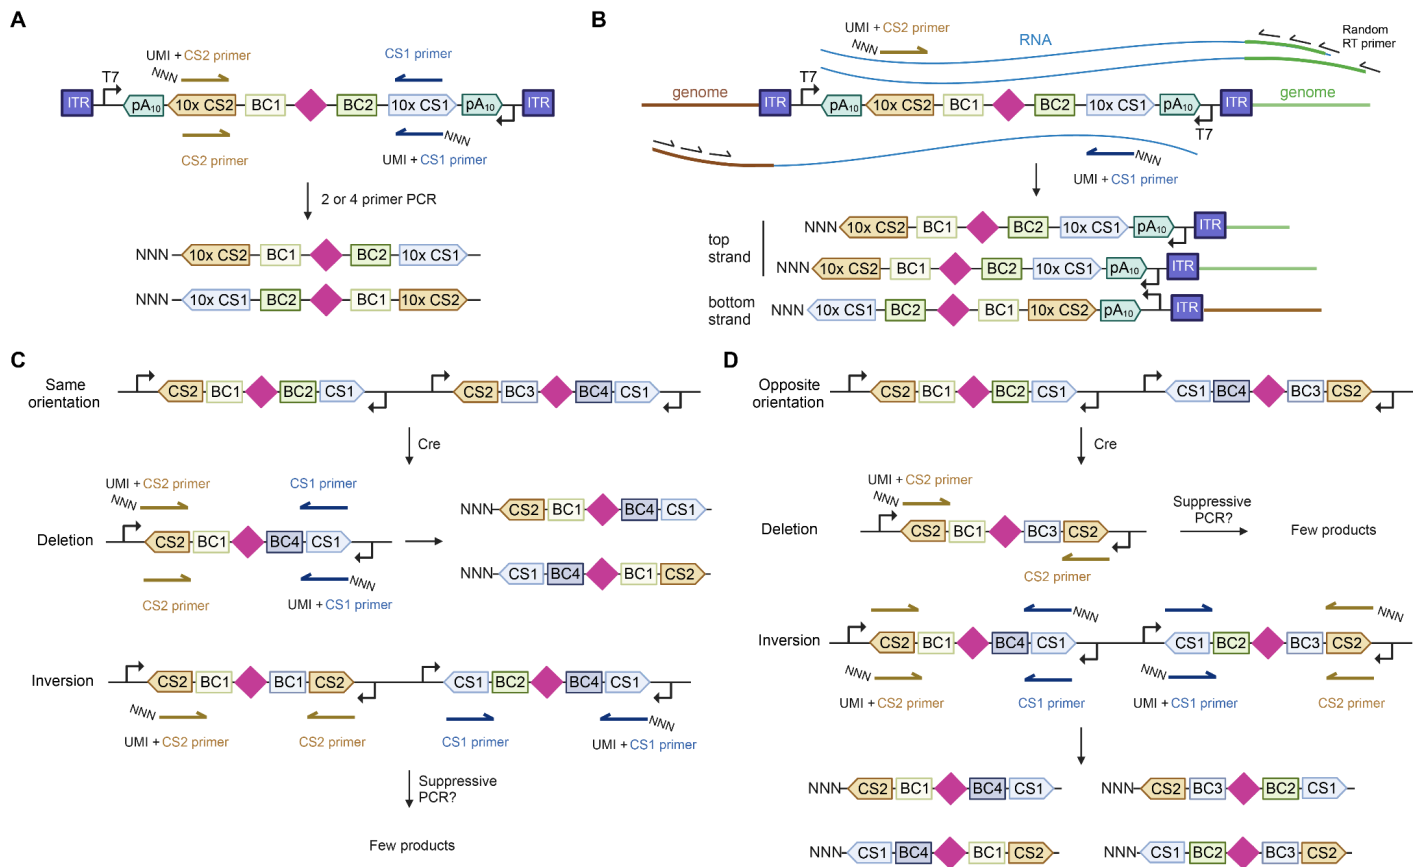 A
UMI + CS2 primer
NNN
CS1 primer
T7
ITR
pA10
10x CS2
BC1
BC2
10x CS1
pA10
ITR
CS2 primer
NNN
UMI + CS1 primer
2 or 4 primer PCR
NNN
10x CS2
BC1
BC2
10x CS1
NNN
10x CS1
BC2
BC1
10x CS2
B
UMI + CS2 primer
NNN
RNA
Random
RT primer
T7
genome
ITR
pA10
10x CS2
BC1
BC2
10x CS1
pA10
ITR
genome
T7
NNN
UMI + CS1 primer
top
strand
NNN
10x CS2
BC1
BC2
10x CS1
pA10
ITR
NNN
10x CS2
BC1
BC2
10x CS1
pA10
ITR
bottom
strand
NNN
10x CS1
BC2
BC1
10x CS2
pA10
ITR
C
Same
orientation
CS2
BC1
BC2
CS1
CS2
BC3
BC4
CS1
Cre
UMI + CS2 primer
NNN
CS1 primer
Deletion
CS2
BC1
BC4
CS1
CS2 primer
NNN
UMI + CS1 primer
NNN
CS2
BC1
BC4
CS1
NNN
CS1
BC4
BC1
CS2
Inversion
CS2
BC1
BC1
CS2
CS1
BC2
BC4
CS1
NNN
UMI + CS2 primer
CS2 primer
CS1 primer
NNN
UMI + CS1 primer
Suppressive
PCR?
Few products
D
Opposite
orientation
CS2
BC1
BC2
CS1
CS1
BC4
BC3
CS2
Cre
UMI + CS2 primer
NNN
Deletion
CS2
BC1
BC3
CS2
CS2 primer
Suppressive
PCR?
Few products
NNN
NNN
Inversion
CS2
BC1
BC4
CS1
CS1
BC2
BC3
CS2
NNN
UMI + CS2 primer
CS1 primer
NNN
UMI + CS1 primer
CS2 primer
NNN
CS2
BC1
BC4
CS1
NNN
CS2
BC3
BC2
CS1
NNN
CS1
BC4
BC1
CS2
NNN
CS1
BC2
BC3
CS2